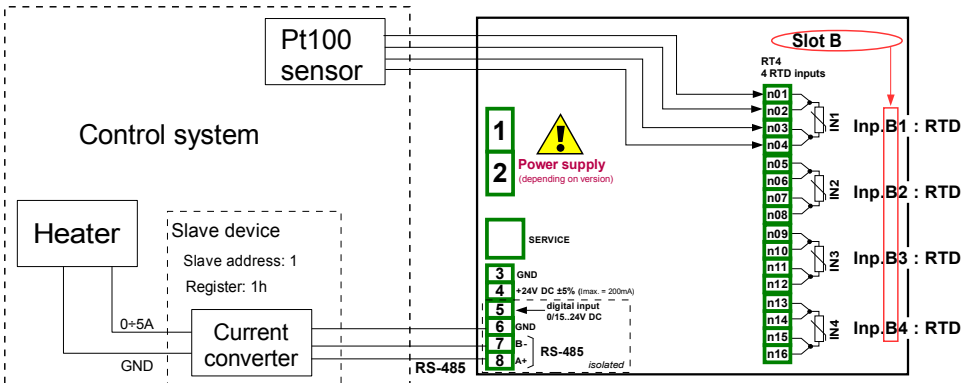 Pt100
sensor
Control system
Heater
Slave device
Slave address: 1
Register: 1h
0÷5A
GND
Current
converter
RS-485
Slot B
RT4
4 RTD inputs
1
2
Power supply
(depending on version)
SERVICE
3 GND
4 +24V DC ±5% (Imax. = 200mA)
5 digital input
0/15..24V DC
6 GND
7 B-
8 A+
RS-485
isolated
n01
n02
n03
n04
IN1
Inp.B1 : RTD
n05
n06
n07
n08
IN2
Inp.B2 : RTD
n09
n10
n11
n12
IN3
Inp.B3 : RTD
n13
n14
n15
n16
IN4
Inp.B4 : RTD